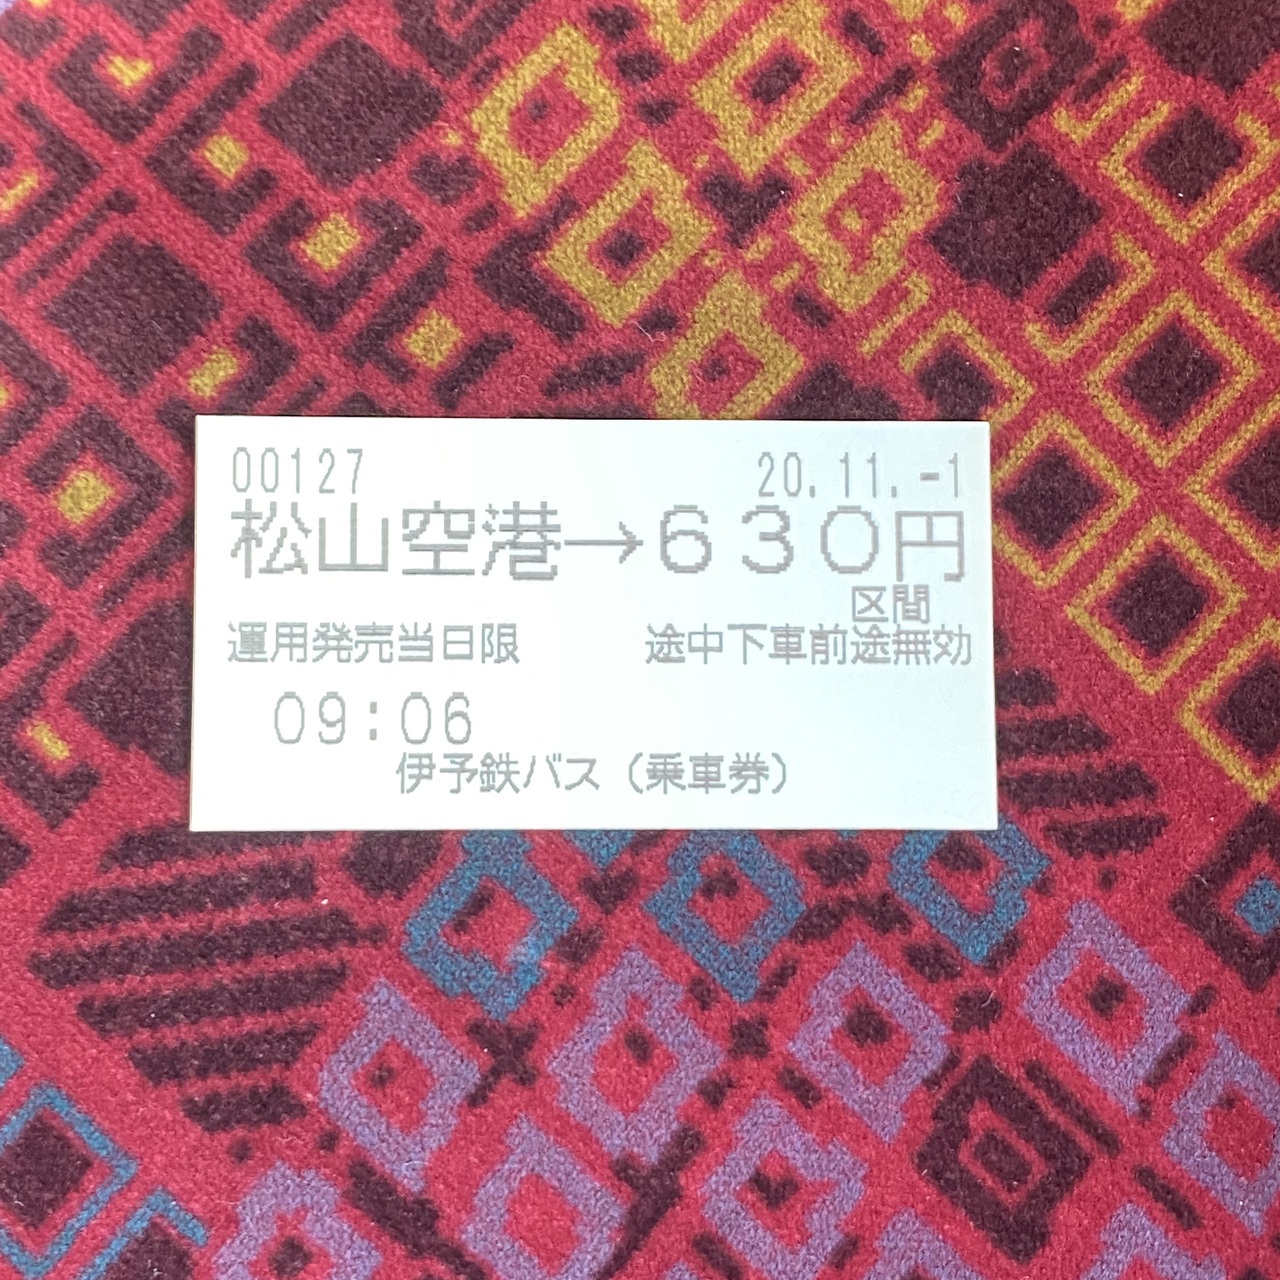 00127 20.11.-1
松山空港→630円
区間
運用発売当日限 途中下車前途無効
09:06
伊予鉄バス（乗車券）